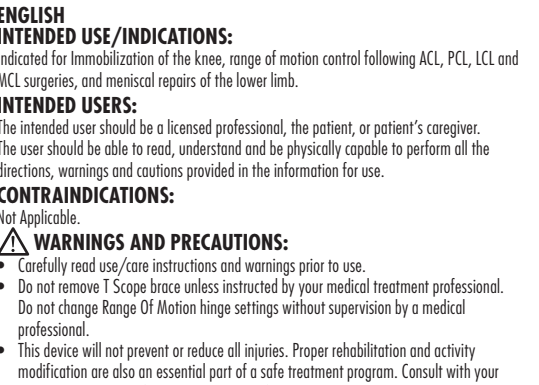 ENGLISH
INTENDED USE/INDICATIONS:
Indicated for Immobilization of the knee, range of motion control following ACL, PCL, LCL and
MCL surgeries, and meniscal repairs of the lower limb.
INTENDED USERS:
The intended user should be a licensed professional, the patient, or patient’s caregiver.
The user should be able to read, understand and be physically capable to perform all the
directions, warnings and cautions provided in the information for use.
CONTRAINDICATIONS:
Not Applicable.
WARNINGS AND PRECAUTIONS:
• Carefully read use/care instructions and warnings prior to use.
• Do not remove T Scope brace unless instructed by your medical treatment professional.
Do not change Range Of Motion hinge settings without supervision by a medical
professional.
• This device will not prevent or reduce all injuries. Proper rehabilitation and activity
modification are also an essential part of a safe treatment program. Consult with your